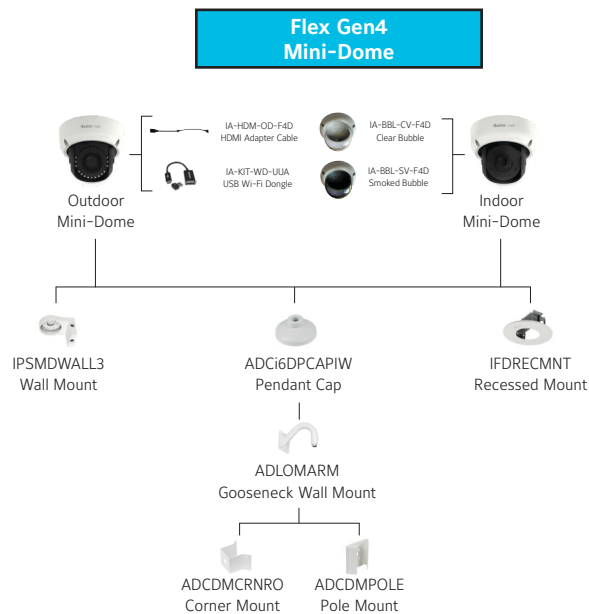 Flex Gen4
Mini-Dome
IA-HDM-OD-F4D
HDMI Adapter Cable
IA-BBL-CV-F4D
Clear Bubble
IA-KIT-WD-UUA
USB Wi-Fi Dongle
IA-BBL-SV-F4D
Smoked Bubble
Outdoor
Mini-Dome
Indoor
Mini-Dome
IPSMDWALL3
Wall Mount
ADCi6DPCAPIW
Pendant Cap
IFDRECMNT
Recessed Mount
ADLOMARM
Gooseneck Wall Mount
ADCDMCRNRO
Corner Mount
ADCDMPOLE
Pole Mount